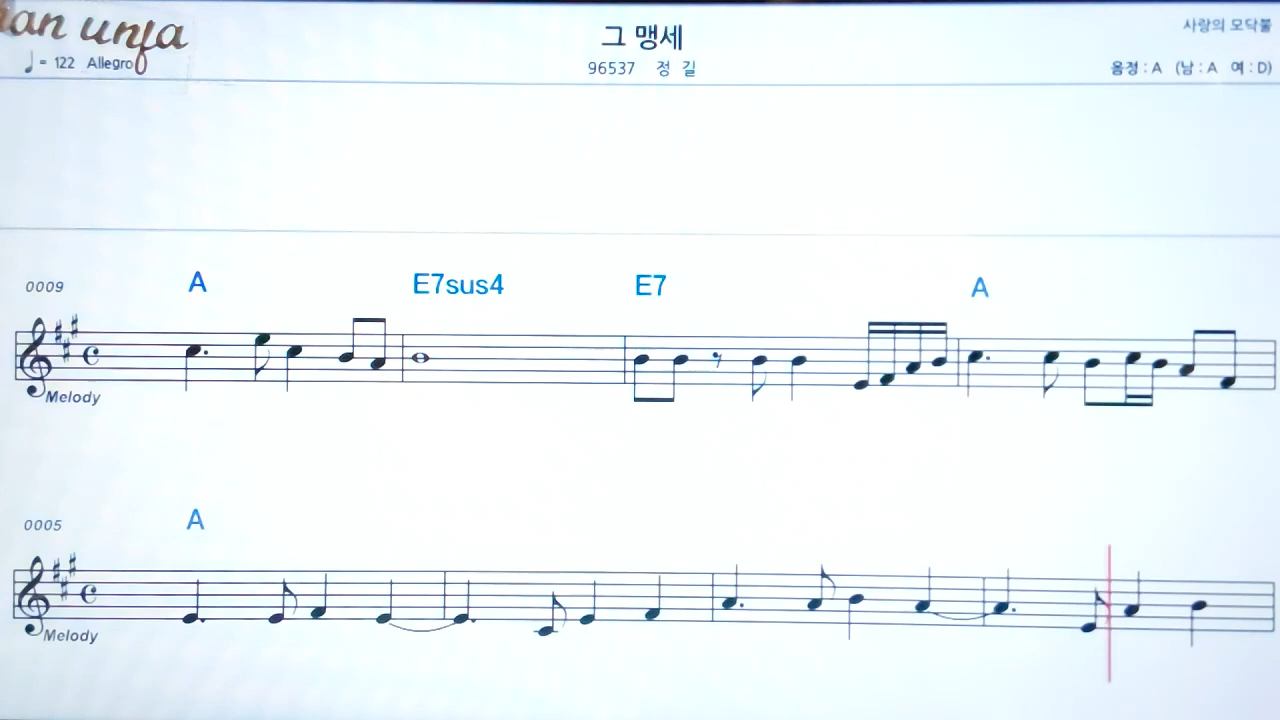 an unfa
♩ = 122 Allegro
그 맹세
96537 정 길
사랑의 모닥불
음정 : A (남 : A 여 : D)
0009 A E7sus4 E7 A
Melody
0005 A
Melody